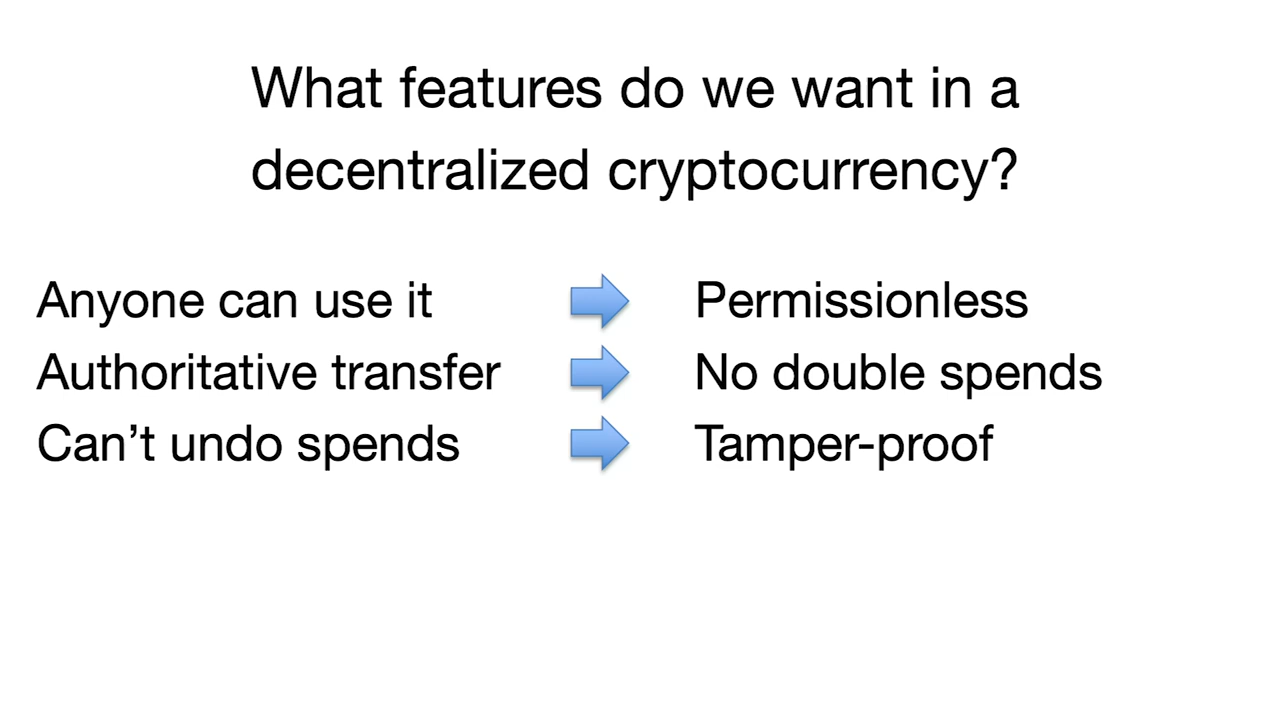 What features do we want in a
decentralized cryptocurrency?
Anyone can use it Permissionless
Authoritative transfer No double spends
Can’t undo spends Tamper-proof